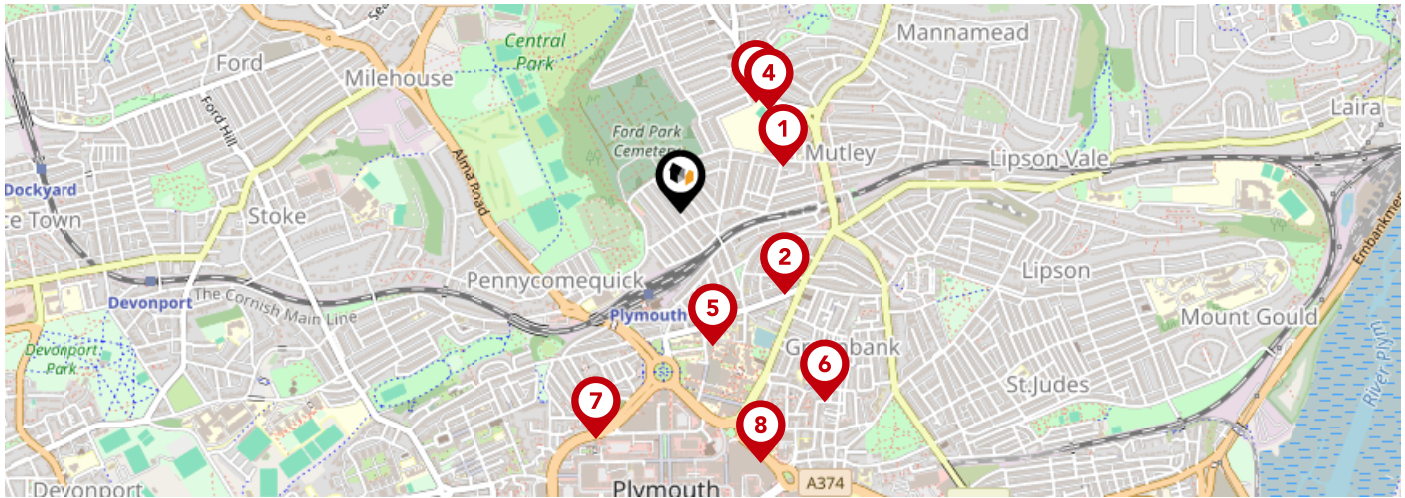 Ford
Central
Park
Mannamead
Milehouse
4
Laira
Ford Hill
Ford Park
Cemetery
1
Mutley
Lipson Vale
Alma Road
Dockyard
ce Town
Stoke
Embankment
2
Lipson
Pennycomequick
Devonport
The Cornish Main Line
Plymouth
5
Mount Gould
River Plym
Devonport
Park
6
St.Judes
7
8
A374
Plymouth
Devonport